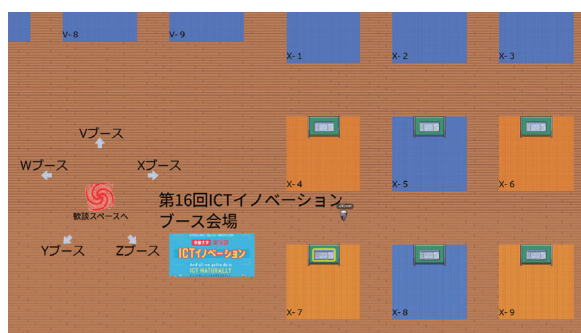 V-8
V-9
X-1
X-2
X-3
Vブース
Wブース
Xブース
歓談スペースへ
Yブース
Zブース
第16回ICTイノベーション
ブース会場
ICTイノベーション
ICT NATURALLY
X-4
X-5
X-6
X-7
X-8
X-9